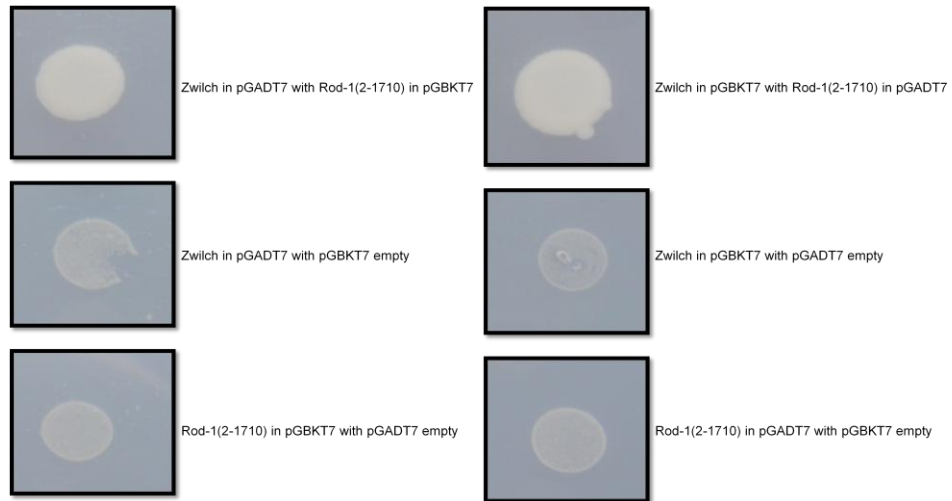 Zwilch in pGADT7 with Rod-1(2-1710) in pGBKT7
Zwilch in pGBKT7 with Rod-1(2-1710) in pGADT7
Zwilch in pGADT7 with pGBKT7 empty
Zwilch in pGBKT7 with pGADT7 empty
Rod-1(2-1710) in pGBKT7 with pGADT7 empty
Rod-1(2-1710) in pGADT7 with pGBKT7 empty